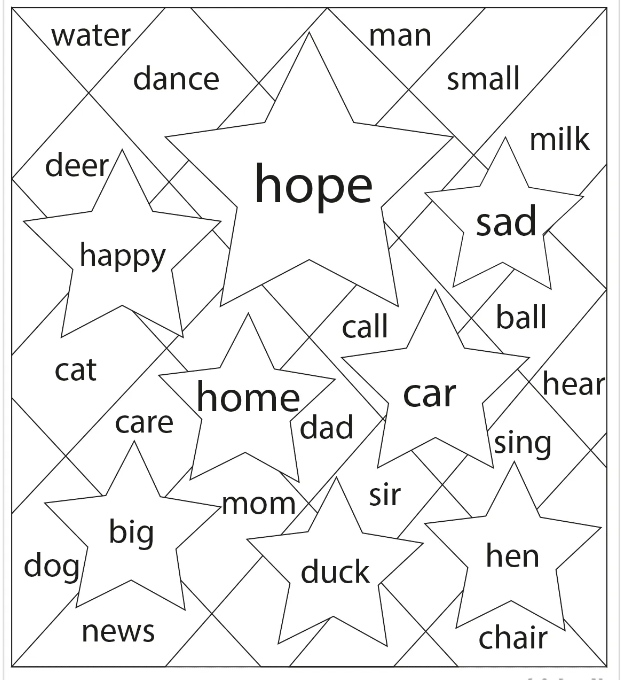 water
man
dance
small
milk
deer
hope
sad
happy
call
ball
cat
home
car
hear
care
dad
sing
mom
sir
big
dog
duck
hen
news
chair